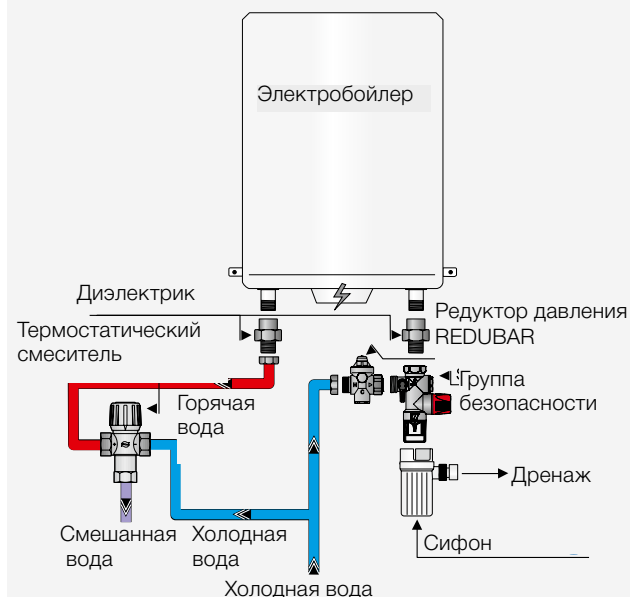 Электробойлер
Диэлектрик
Редуктор давления
REDUBAR
Термостатический
смеситель
Группа
безопасности
Горячая
вода
Дренаж
Смешанная
вода
Холодная
вода
Сифон
Холодная вода